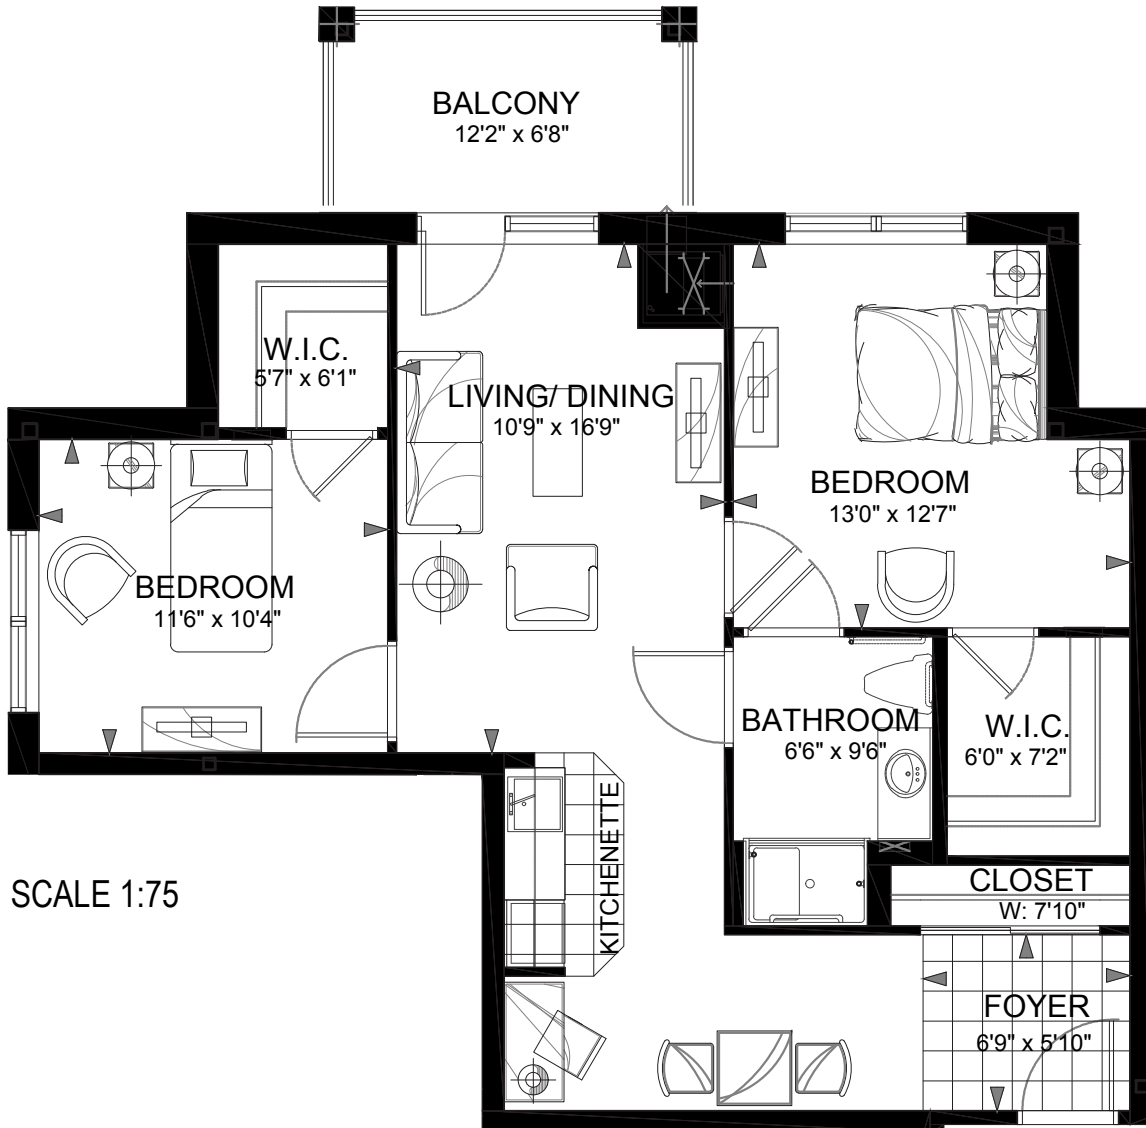 BALCONY
12'2" x 6'8"
W.I.C.
5'7" x 6'1"
LIVING/ DINING
10'9" x 16'9"
BEDROOM
13'0" x 12'7"
BEDROOM
11'6" x 10'4"
BATHROOM
6'6" x 9'6"
W.I.C.
6'0" x 7'2"
KITCHENETTE
SCALE 1:75
CLOSET
W: 7'10"
FOYER
6'9" x 5'10"